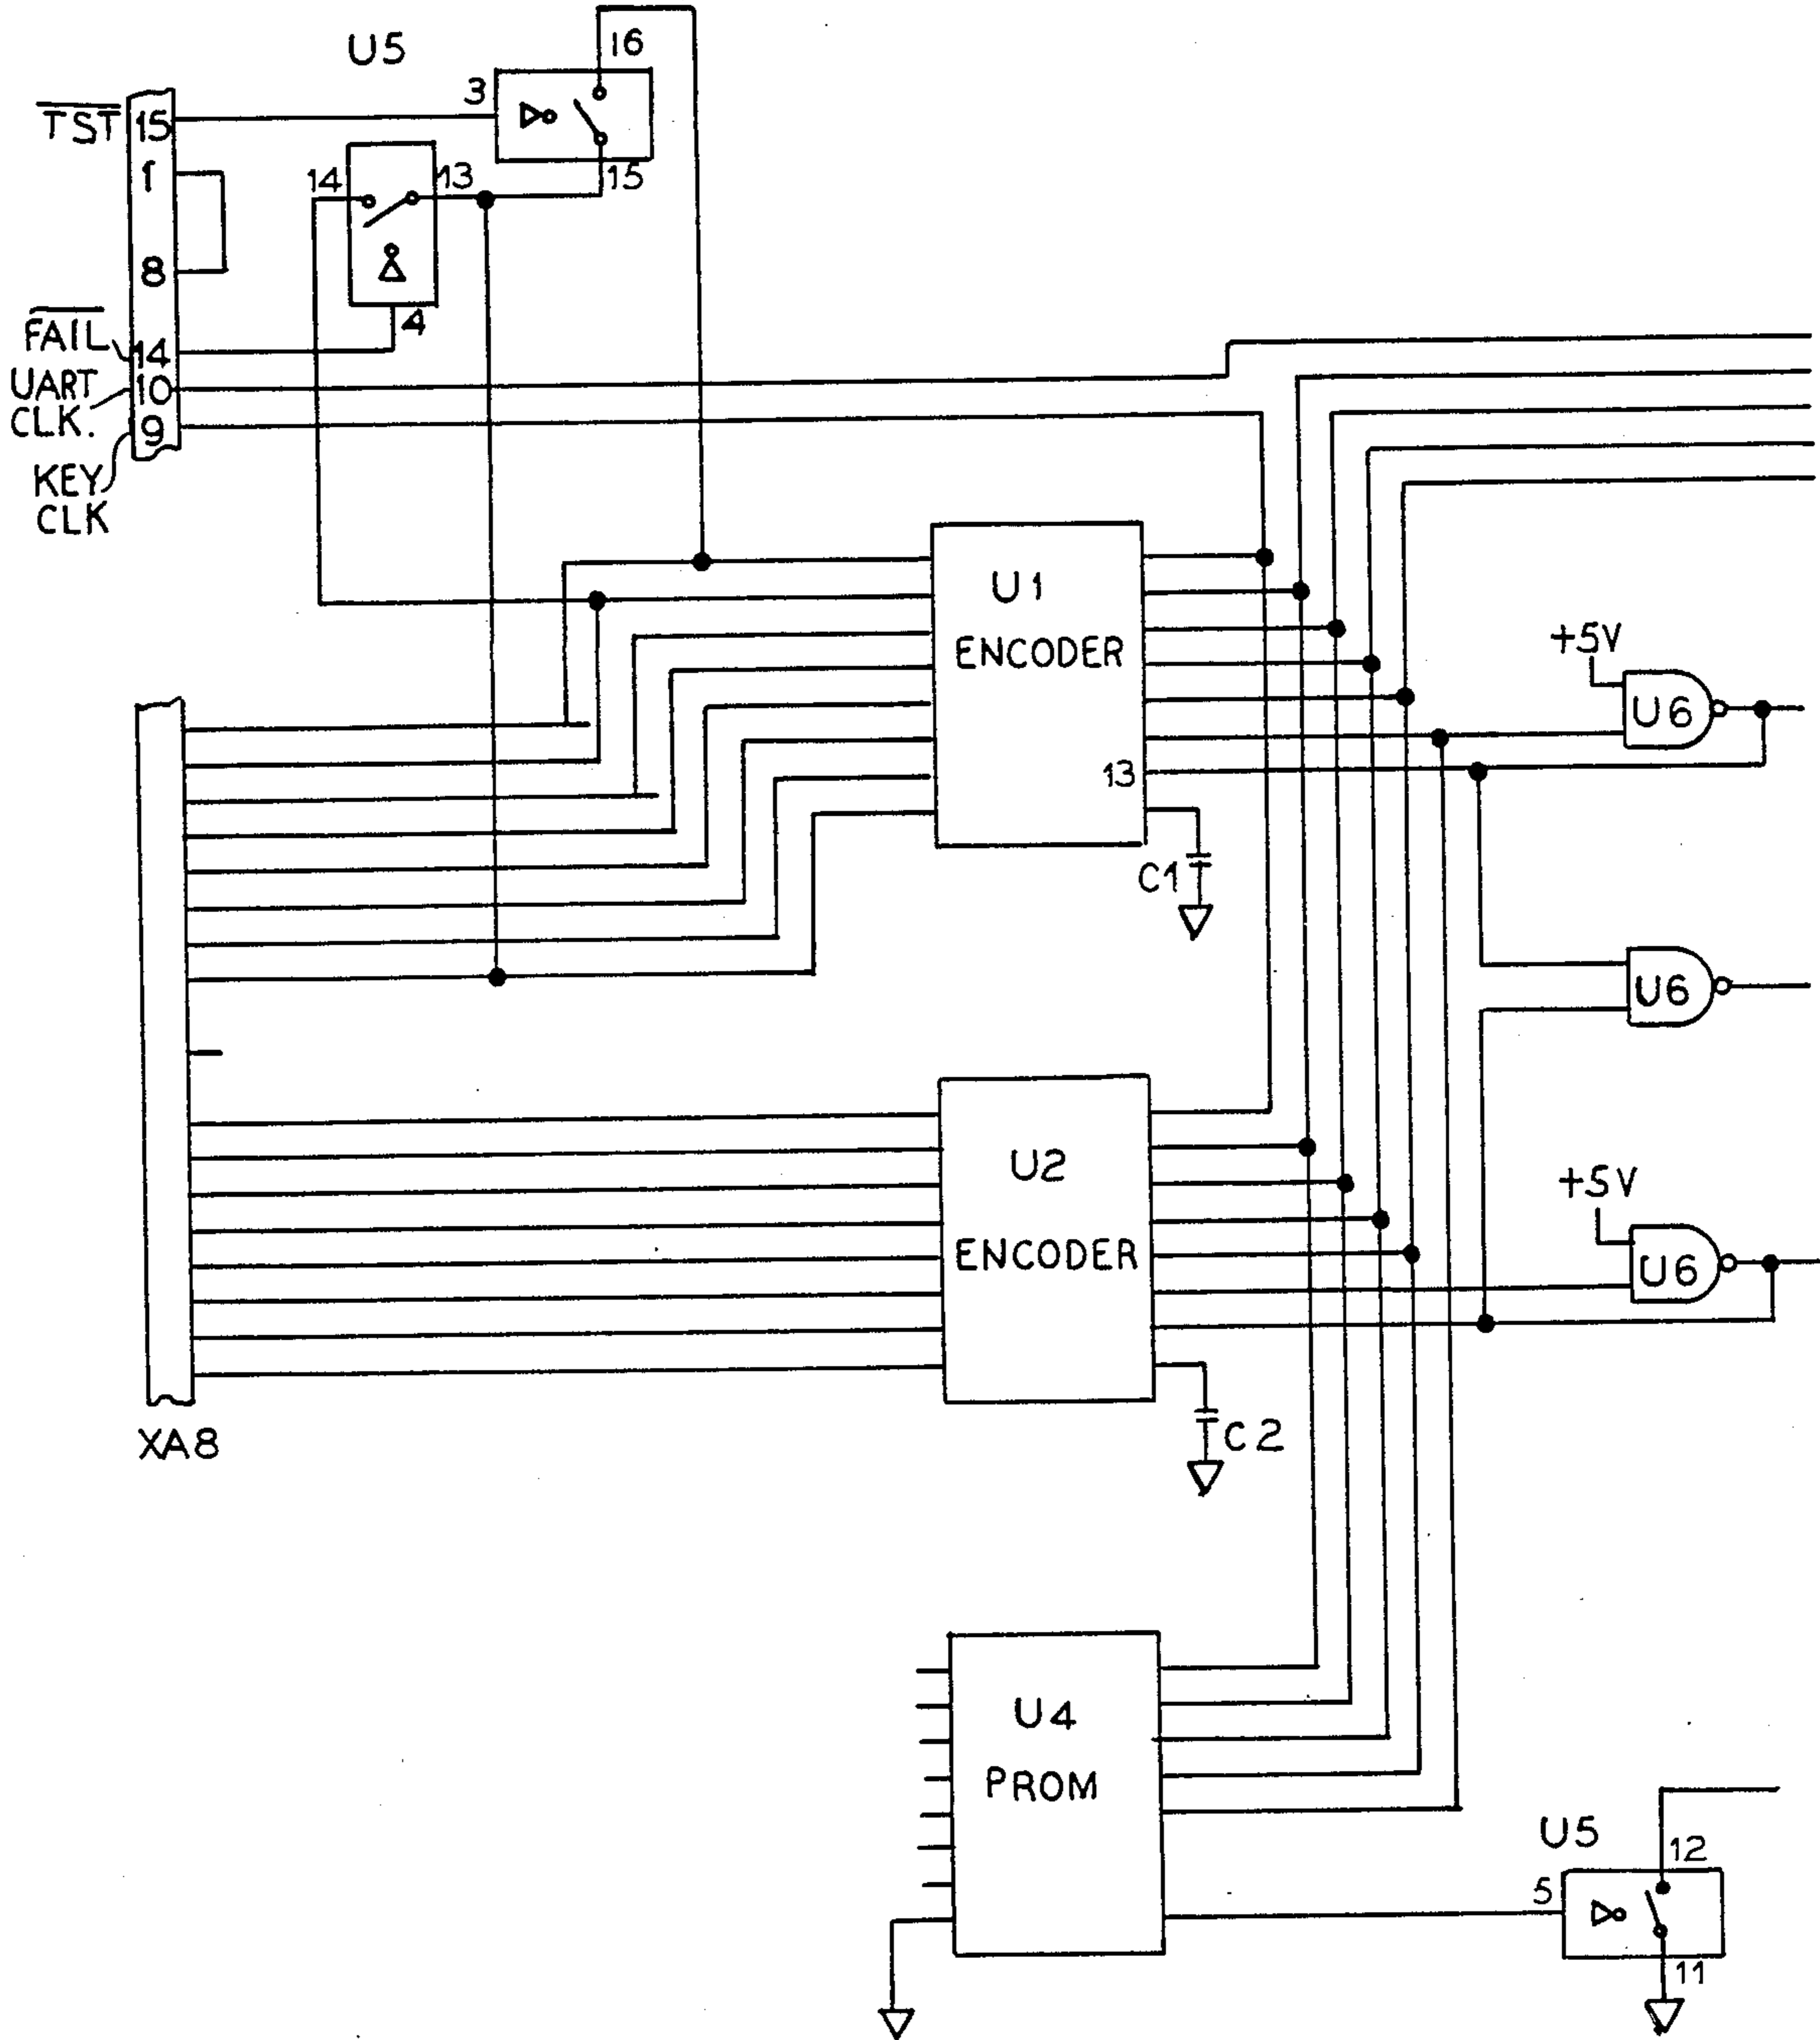 U5
16
3
TST
15
14
13
15
1
8
4
FAIL
14
UART
CLK.
10
9
KEY
CLK
U1
ENCODER
13
C1
+5V
U6
U6
U2
ENCODER
C2
+5V
U6
XA8
U4
PROM
U5
12
5
11